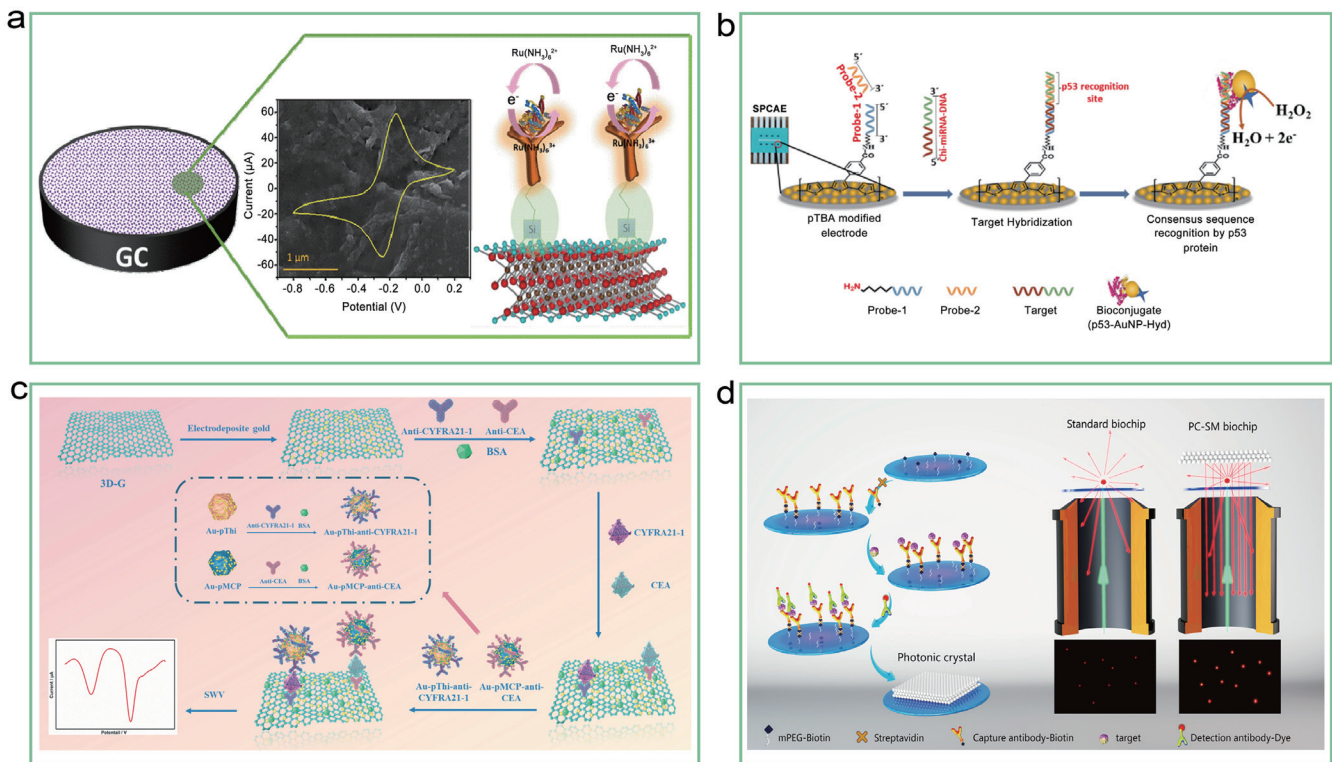 a
GC
Current (µA)
60
40
20
0
-20
-40
-60
1 µm
-0.8 -0.6 -0.4 -0.2 0.0 0.2
Potential (V)
Ru(NH3)6 2+
Ru(NH3)6 2+
e-
e-
Ru(NH3)6 3+
Ru(NH3)6 3+
Si
Si
b
SPCAE
5´
Probe-2
3´
Probe-1
5´
3´
3´
Chi-miRNA-DNA
5´
p53 recognition
site
H2O2
H2O + 2e-
pTBA modified
electrode
Target Hybridization
Consensus sequence
recognition by p53
protein
H2N
Probe-1
Probe-2
Target
Bioconjugate
(p53-AuNP-Hyd)
c
3D-G
Electrodeposite gold
Anti-CYFRA21-1
Anti-CEA
BSA
Au-pThi
Anti-CYFRA21-1 BSA
Au-pThi-anti-CYFRA21-1
Au-pMCP
Anti-CEA BSA
Au-pMCP-anti-CEA
CYFRA21-1
CEA
Au-pThi-anti-
CYFRA21-1
Au-pMCP-anti-
CEA
SWV
Current / µA
Potentail / V
d
Standard biochip
PC-SM biochip
Photonic crystal
mPEG-Biotin
Streptavidin
Capture antibody-Biotin
target
Detection antibody-Dye